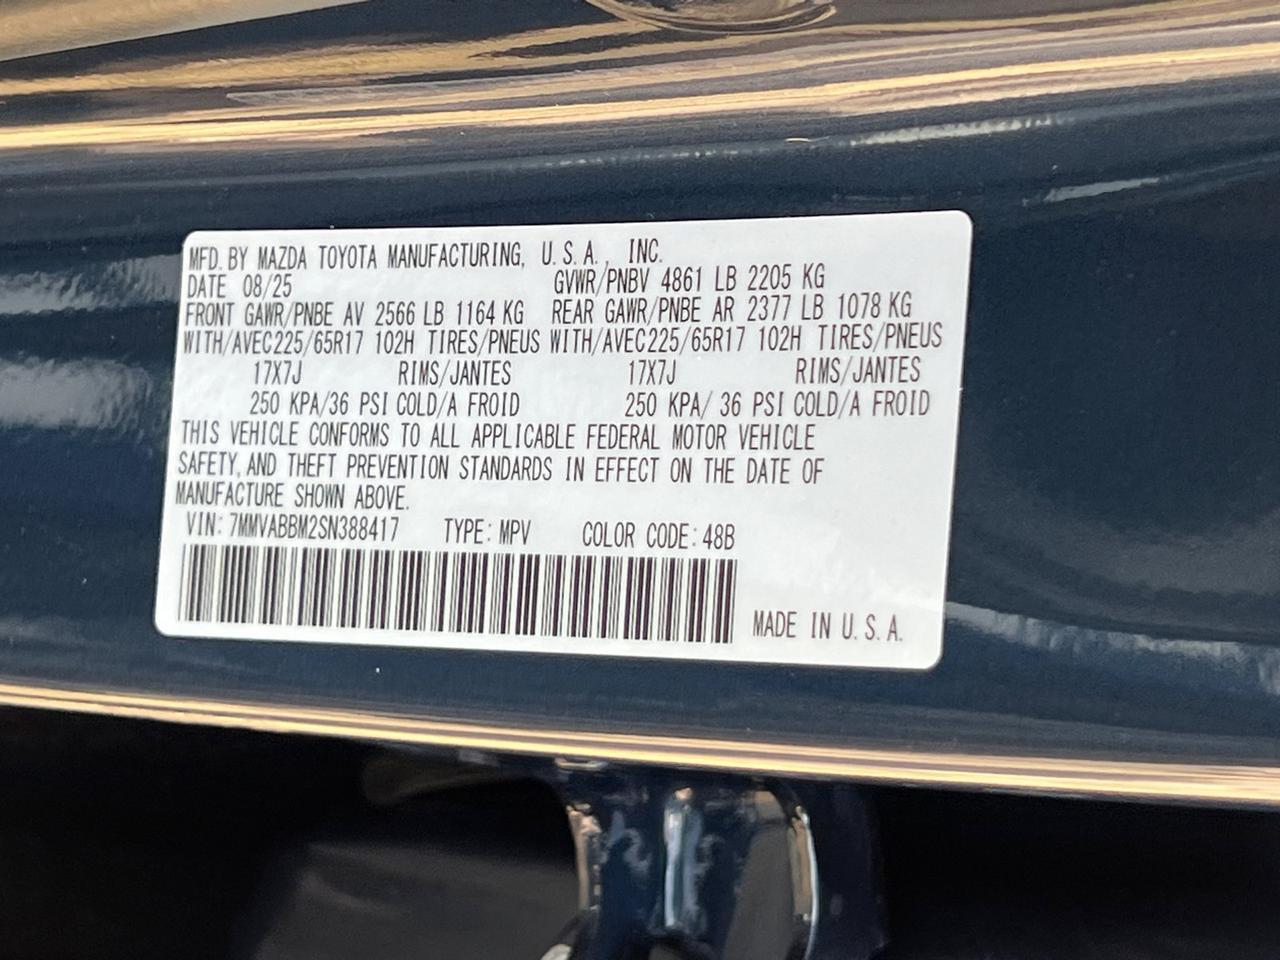 MFD. BY MAZDA TOYOTA MANUFACTURING, U.S.A., INC.
DATE 08/25 GVWR/PNBV 4861 LB 2205 KG
FRONT GAWR/PNBE AV 2566 LB 1164 KG REAR GAWR/PNBE AR 2377 LB 1078 KG
WITH/AVEC225/65R17 102H TIRES/PNEUS WITH/AVEC225/65R17 102H TIRES/PNEUS
17X7J RIMS/JANTES 17X7J RIMS/JANTES
250 KPA/36 PSI COLD/A FROID 250 KPA/ 36 PSI COLD/A FROID
THIS VEHICLE CONFORMS TO ALL APPLICABLE FEDERAL MOTOR VEHICLE
SAFETY, AND THEFT PREVENTION STANDARDS IN EFFECT ON THE DATE OF
MANUFACTURE SHOWN ABOVE.
VIN: 7MMVABBM2SN388417 TYPE: MPV COLOR CODE: 48B
MADE IN U.S.A.